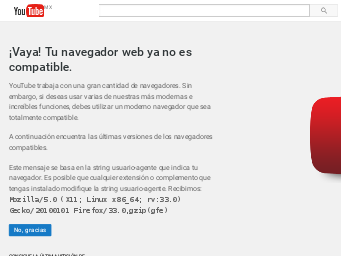 YouTube MX
¡Vaya! Tu navegador web ya no es
compatible.
YouTube trabaja con una gran cantidad de navegadores. Sin
embargo, si deseas usar varias de nuestras más modernas e
increíbles funciones, debes utilizar un moderno navegador que sea
totalmente compatible.
A continuación encuentra las últimas versiones de los navegadores
compatibles.
Este mensaje se basa en la string usuario-agente que indica tu
navegador. Es posible que cualquier extensión o complemento que
tengas instalado modifique la string usuario-agente. Recibimos:
Mozilla/5.0 (X11; Linux x86_64; rv:33.0)
Gecko/20100101 Firefox/33.0,gzip(gfe)
No, gracias